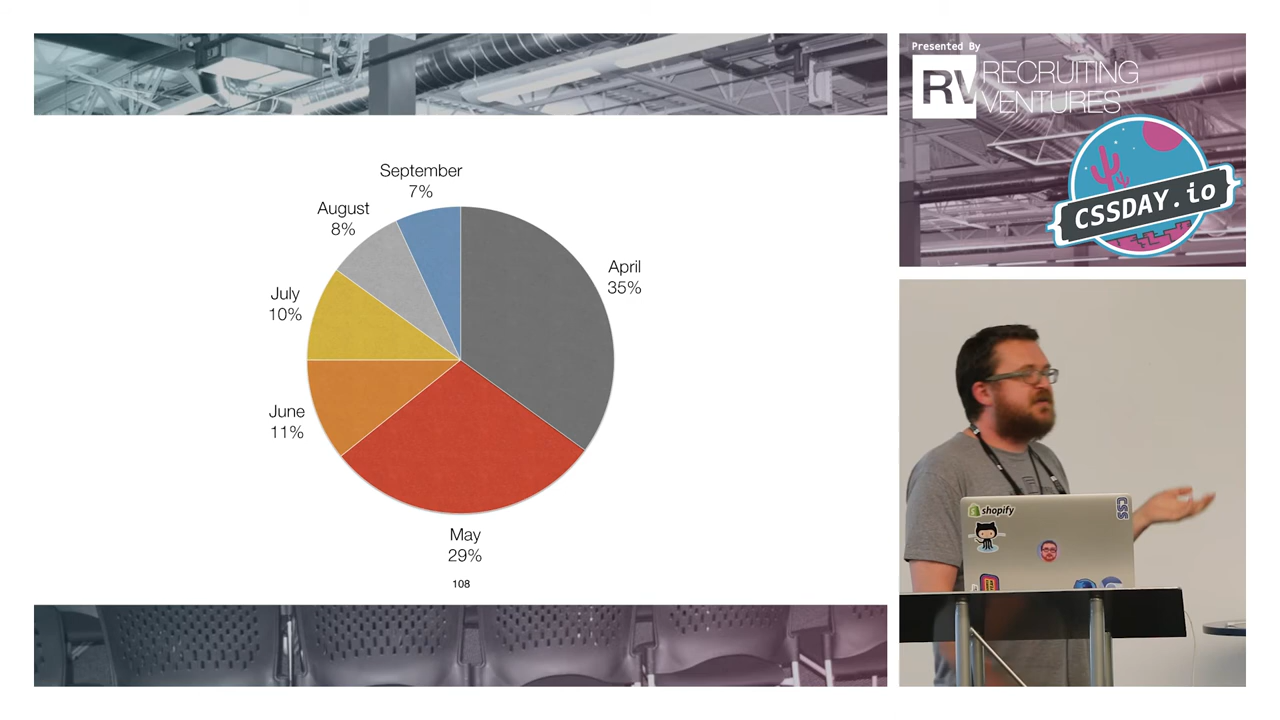 September
7%
August
8%
April
35%
July
10%
June
11%
May
29%
108
Presented By
RV RECRUITING
VENTURES
{CSSDAY.io}
shopify
CSS